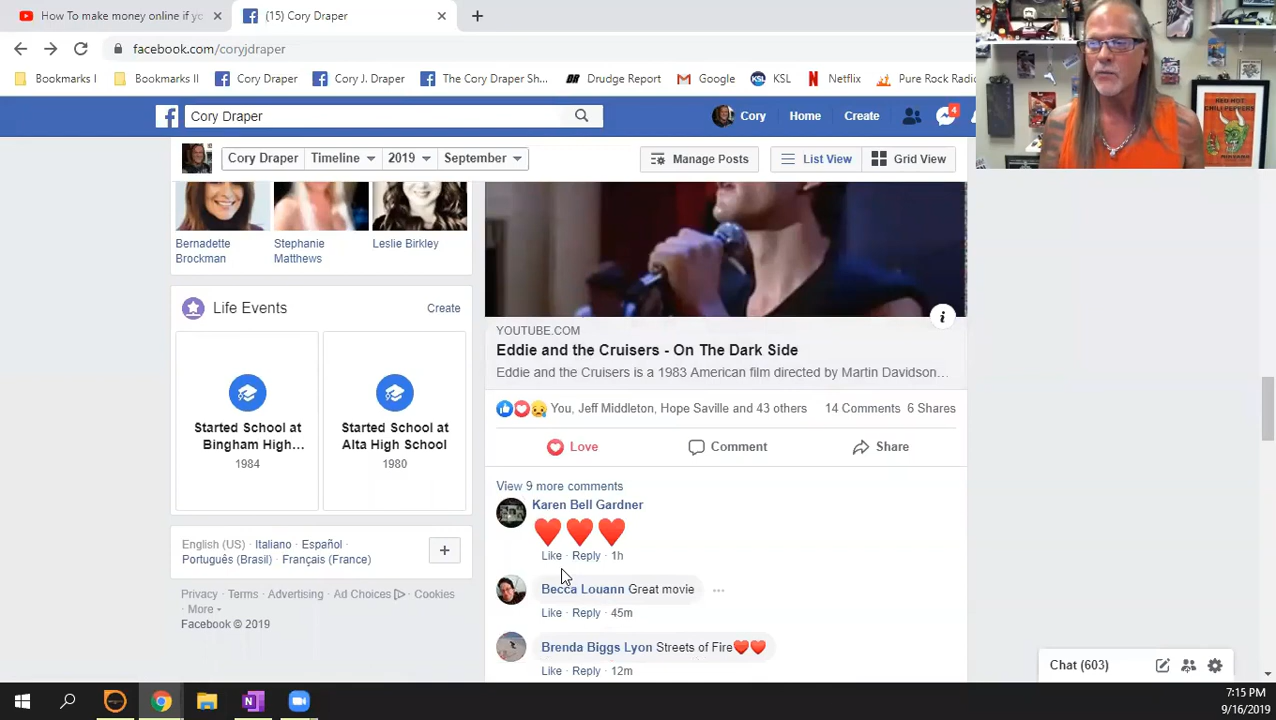 How To make money online if yo
(15) Cory Draper
facebook.com/coryjdraper
Bookmarks I
Bookmarks II
Cory Draper
Cory J. Draper
The Cory Draper Sh...
Drudge Report
Google
KSL
KSL
Netflix
Pure Rock Radio
RED HOT
CHILI PEPPERS
Cory Draper
Cory
Home
Create
4
Cory Draper
Timeline
2019
September
Manage Posts
List View
Grid View
Bernadette
Brockman
Stephanie
Matthews
Leslie Birkley
Life Events
Create
Started School at
Bingham High...
1984
Started School at
Alta High School
1980
English (US) · Italiano · Español ·
Português (Brasil) · Français (France)
Privacy · Terms · Advertising · Ad Choices · Cookies ·
More
Facebook © 2019
YOUTUBE.COM
Eddie and the Cruisers - On The Dark Side
Eddie and the Cruisers is a 1983 American film directed by Martin Davidson...
You, Jeff Middleton, Hope Saville and 43 others
14 Comments 6 Shares
Love
Comment
Share
View 9 more comments
Karen Bell Gardner
Like · Reply · 1h
Becca Louann Great movie
Like · Reply · 45m
Brenda Biggs Lyon Streets of Fire
Like · Reply · 12m
Chat (603)
7:15 PM
9/16/2019